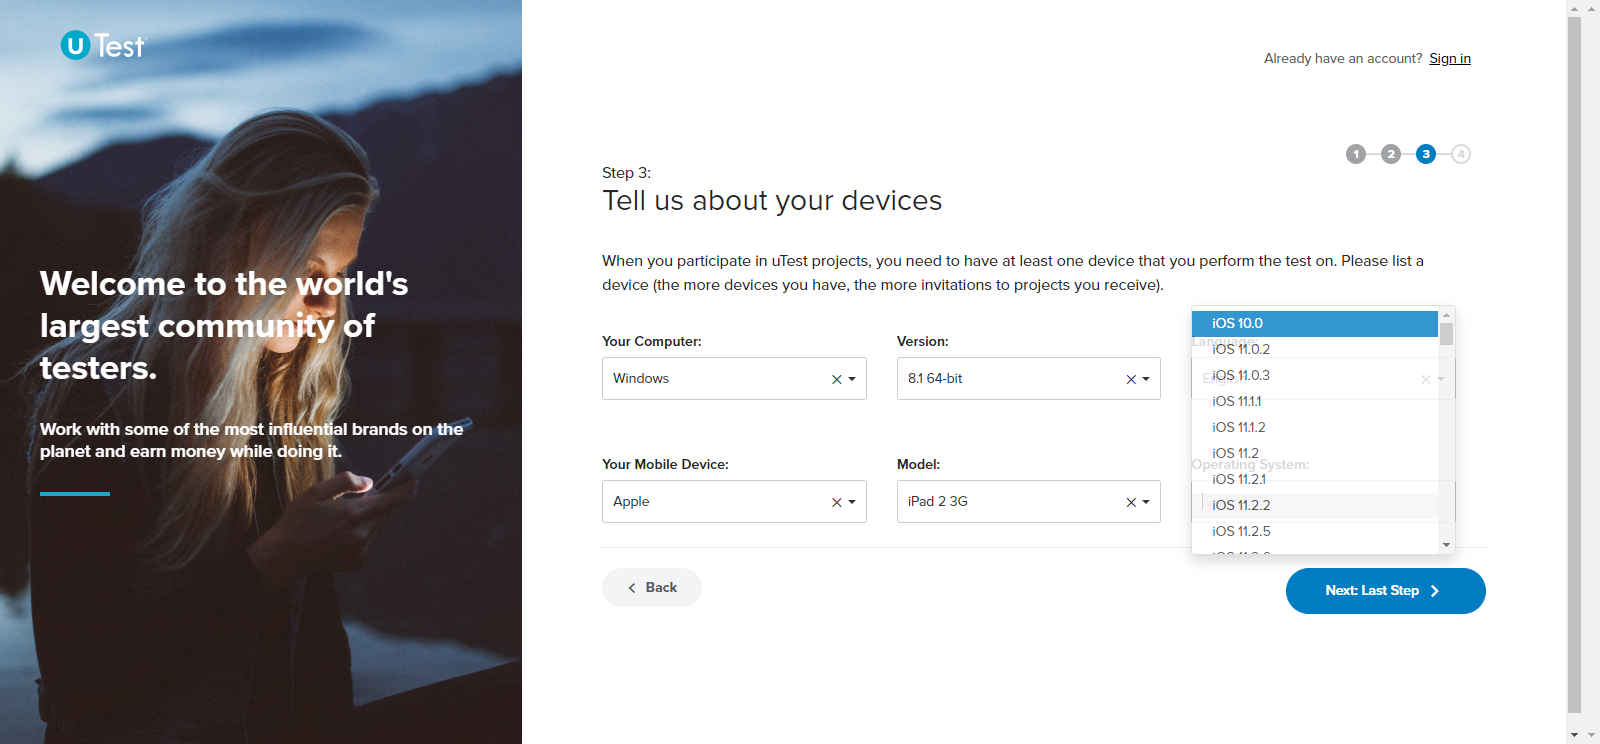 uTest
Already have an account? Sign in
1 2 3 4
Step 3:
Tell us about your devices
Welcome to the world's
largest community of
testers.
Work with some of the most influential brands on the
planet and earn money while doing it.
When you participate in uTest projects, you need to have at least one device that you perform the test on. Please list a
device (the more devices you have, the more invitations to projects you receive).
Your Computer:
Windows
Version:
8.1 64-bit
Language:
English
Your Mobile Device:
Apple
Model:
iPad 2 3G
Operating System:
iOS 10.0
iOS 11.0.2
iOS 11.0.3
iOS 11.1.1
iOS 11.1.2
iOS 11.2
iOS 11.2.1
iOS 11.2.2
iOS 11.2.5
Back
Next: Last Step